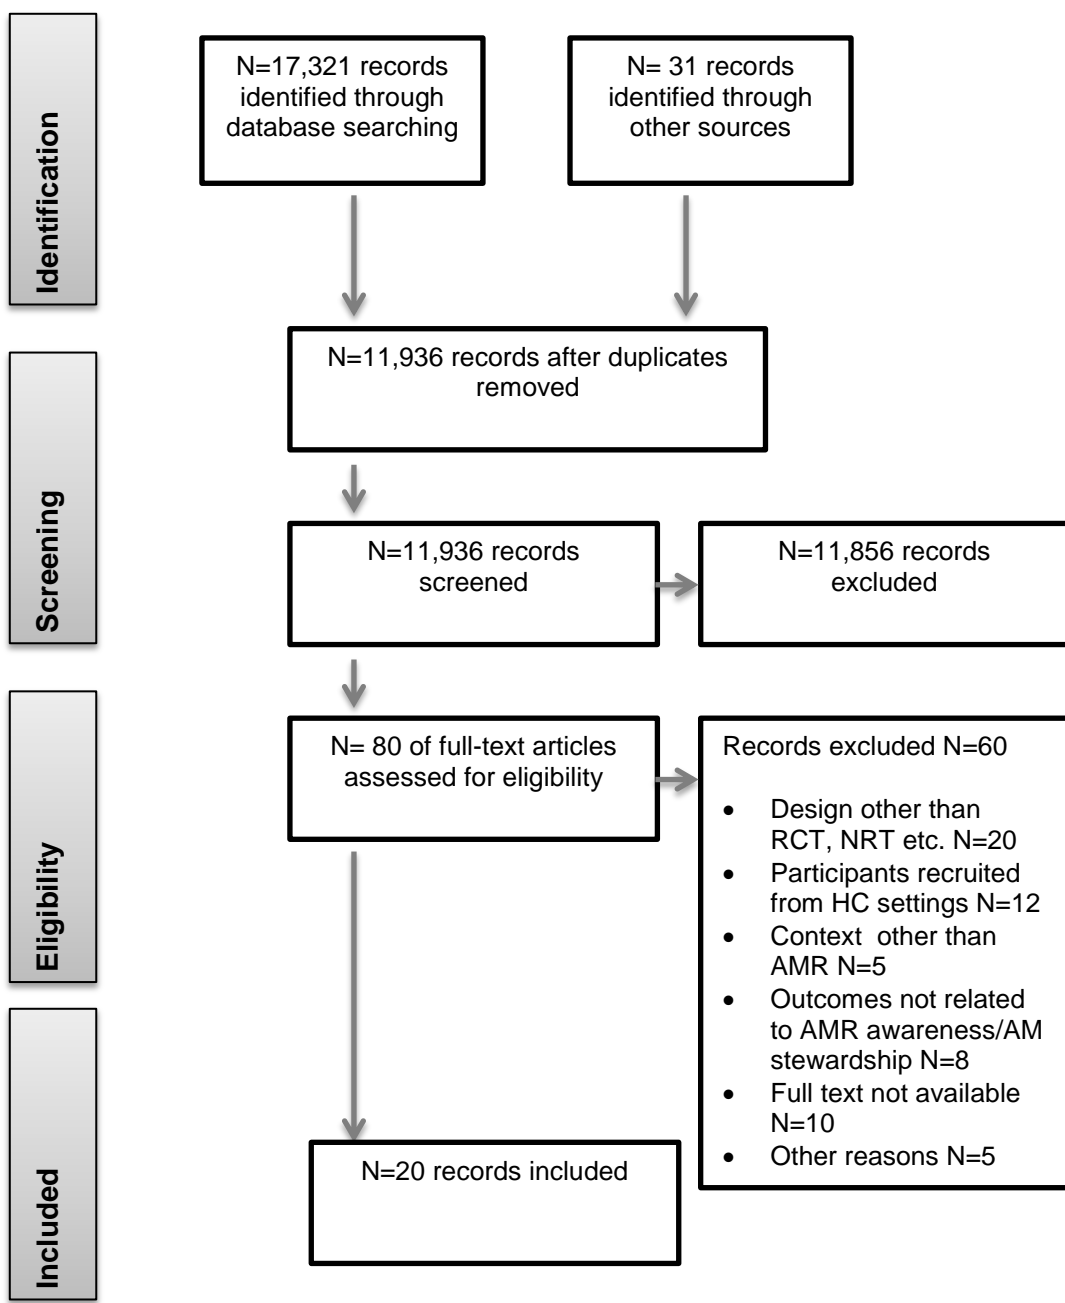 Identification
N=17,321 records
identified through
database searching
N= 31 records
identified through
other sources
N=11,936 records after duplicates
removed
Screening
N=11,936 records
screened
N=11,856 records
excluded
Eligibility
N= 80 of full-text articles
assessed for eligibility
Records excluded N=60
• Design other than
RCT, NRT etc. N=20
• Participants recruited
from HC settings N=12
• Context other than
AMR N=5
• Outcomes not related
to AMR awareness/AM
stewardship N=8
• Full text not available
N=10
• Other reasons N=5
Included
N=20 records included